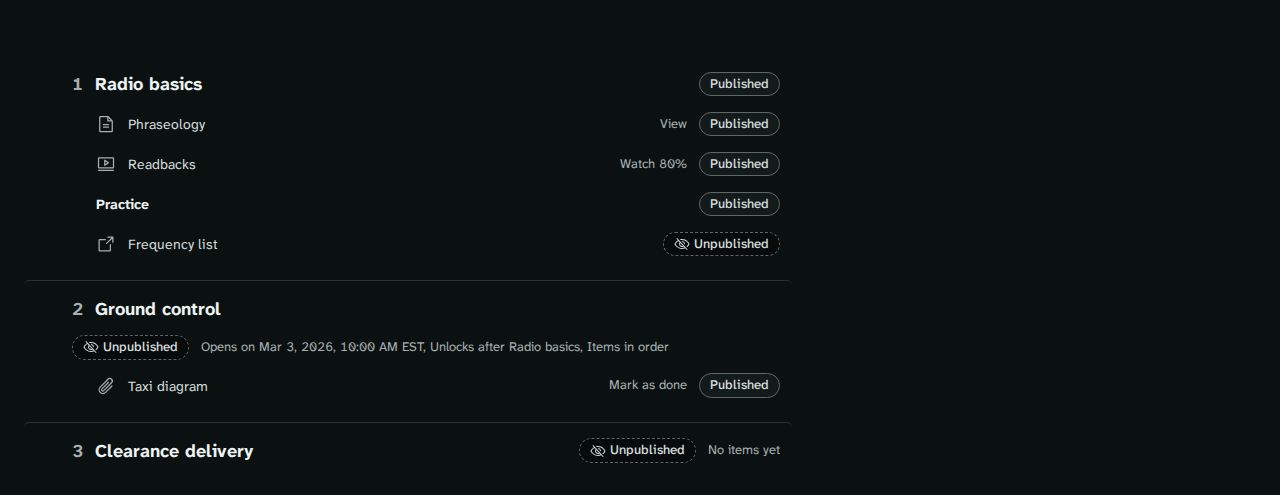 1 Radio basics Published
Phraseology View Published
Readbacks Watch 80% Published
Practice Published
Frequency list Unpublished
2 Ground control
Unpublished Opens on Mar 3, 2026, 10:00 AM EST, Unlocks after Radio basics, Items in order
Taxi diagram Mark as done Published
3 Clearance delivery Unpublished No items yet